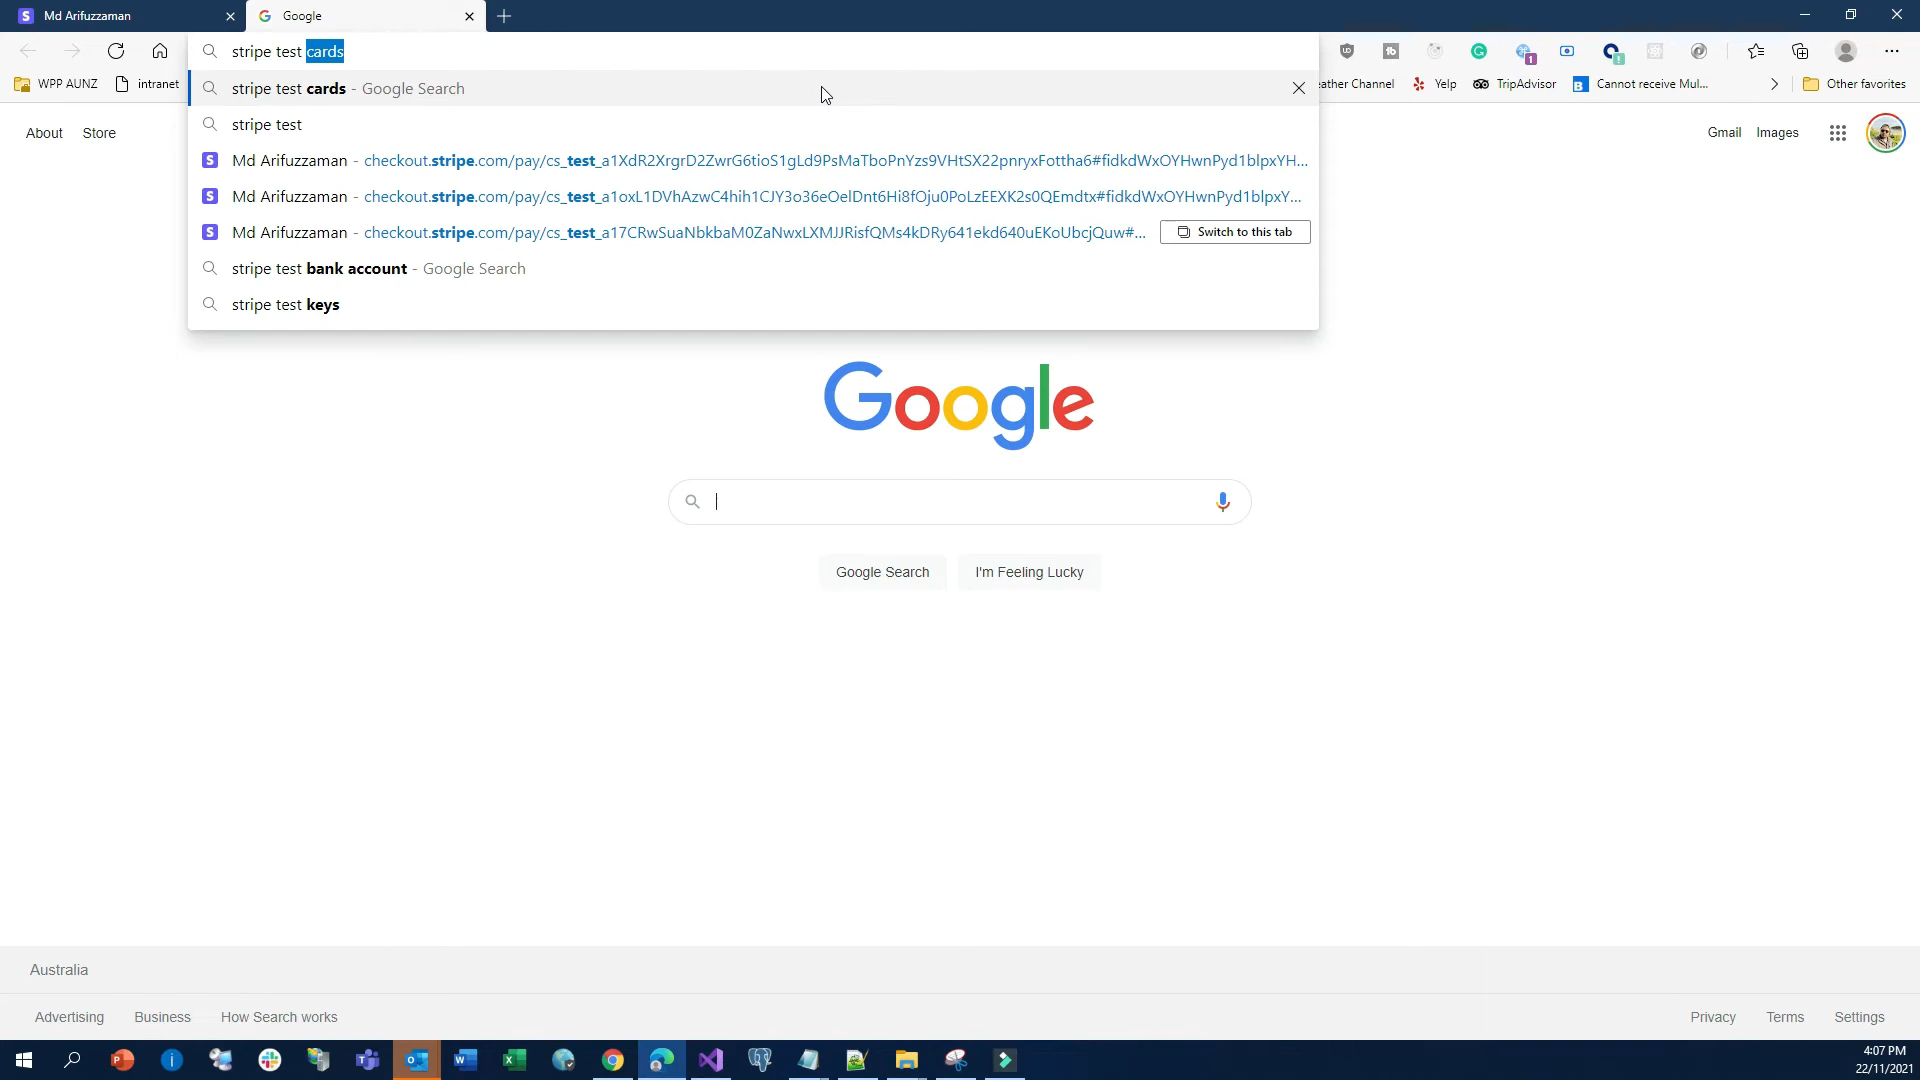 Md Arifuzzaman
Google
stripe test cards
stripe test cards - Google Search
stripe test
Md Arifuzzaman - checkout.stripe.com/pay/cs_test_a1XdR2XrgrD2ZwrG6tioS1gLd9PsMaTboPnYzs9VHtSX22pnryxFottha6#fidkdWxOYHwnPyd1blpxYH...
Md Arifuzzaman - checkout.stripe.com/pay/cs_test_a1oxL1DVhAzwC4hih1CJY3o36eOelDnt6Hi8fOju0PoLzEEXK2s0QEmdtx#fidkdWxOYHwnPyd1blpxY...
Md Arifuzzaman - checkout.stripe.com/pay/cs_test_a17CRwSuaNbkbaM0ZaNwxLXMJJRisfQMs4kDRy641ekd640uEKoUbcjQuw#...
Switch to this tab
stripe test bank account - Google Search
stripe test keys
WPP AUNZ
intranet
eather Channel
Yelp
TripAdvisor
Cannot receive Mul...
Other favorites
About
Store
Gmail
Images
Google
Google Search
I'm Feeling Lucky
Australia
Advertising
Business
How Search works
Privacy
Terms
Settings
4:07 PM
22/11/2021